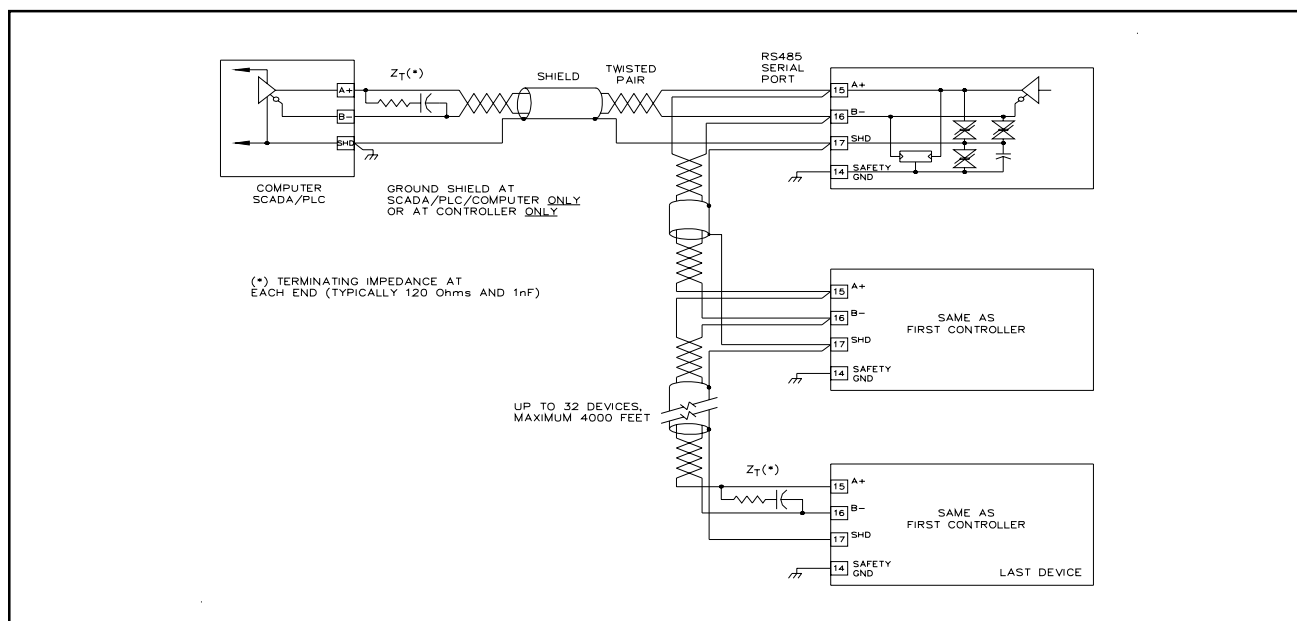 Z_T(*)
SHIELD
TWISTED
PAIR
RS485
SERIAL
PORT
A+
B-
SHD
COMPUTER
SCADA/PLC
GROUND SHIELD AT
SCADA/PLC/COMPUTER ONLY
OR AT CONTROLLER ONLY
15 A+
16 B-
17 SHD
14 SAFETY
GND
(*) TERMINATING IMPEDANCE AT
EACH END (TYPICALLY 120 Ohms AND 1nF)
15 A+
16 B-
17 SHD
14 SAFETY
GND
SAME AS
FIRST CONTROLLER
UP TO 32 DEVICES,
MAXIMUM 4000 FEET
Z_T(*)
15 A+
16 B-
17 SHD
14 SAFETY
GND
SAME AS
FIRST CONTROLLER
LAST DEVICE